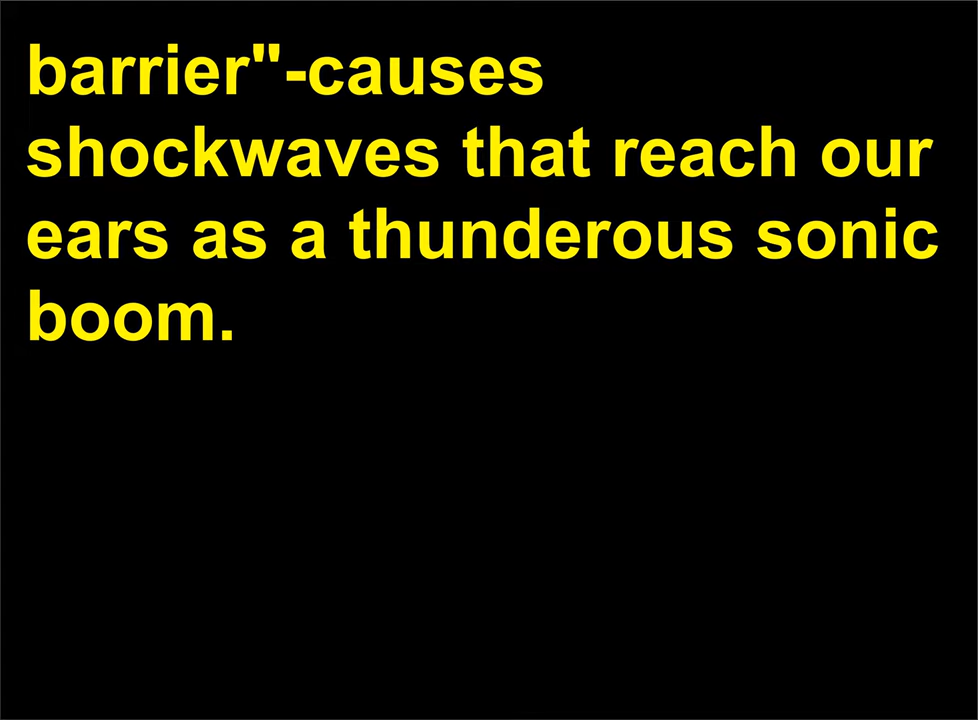 barrier"-causes
shockwaves that reach our
ears as a thunderous sonic
boom.